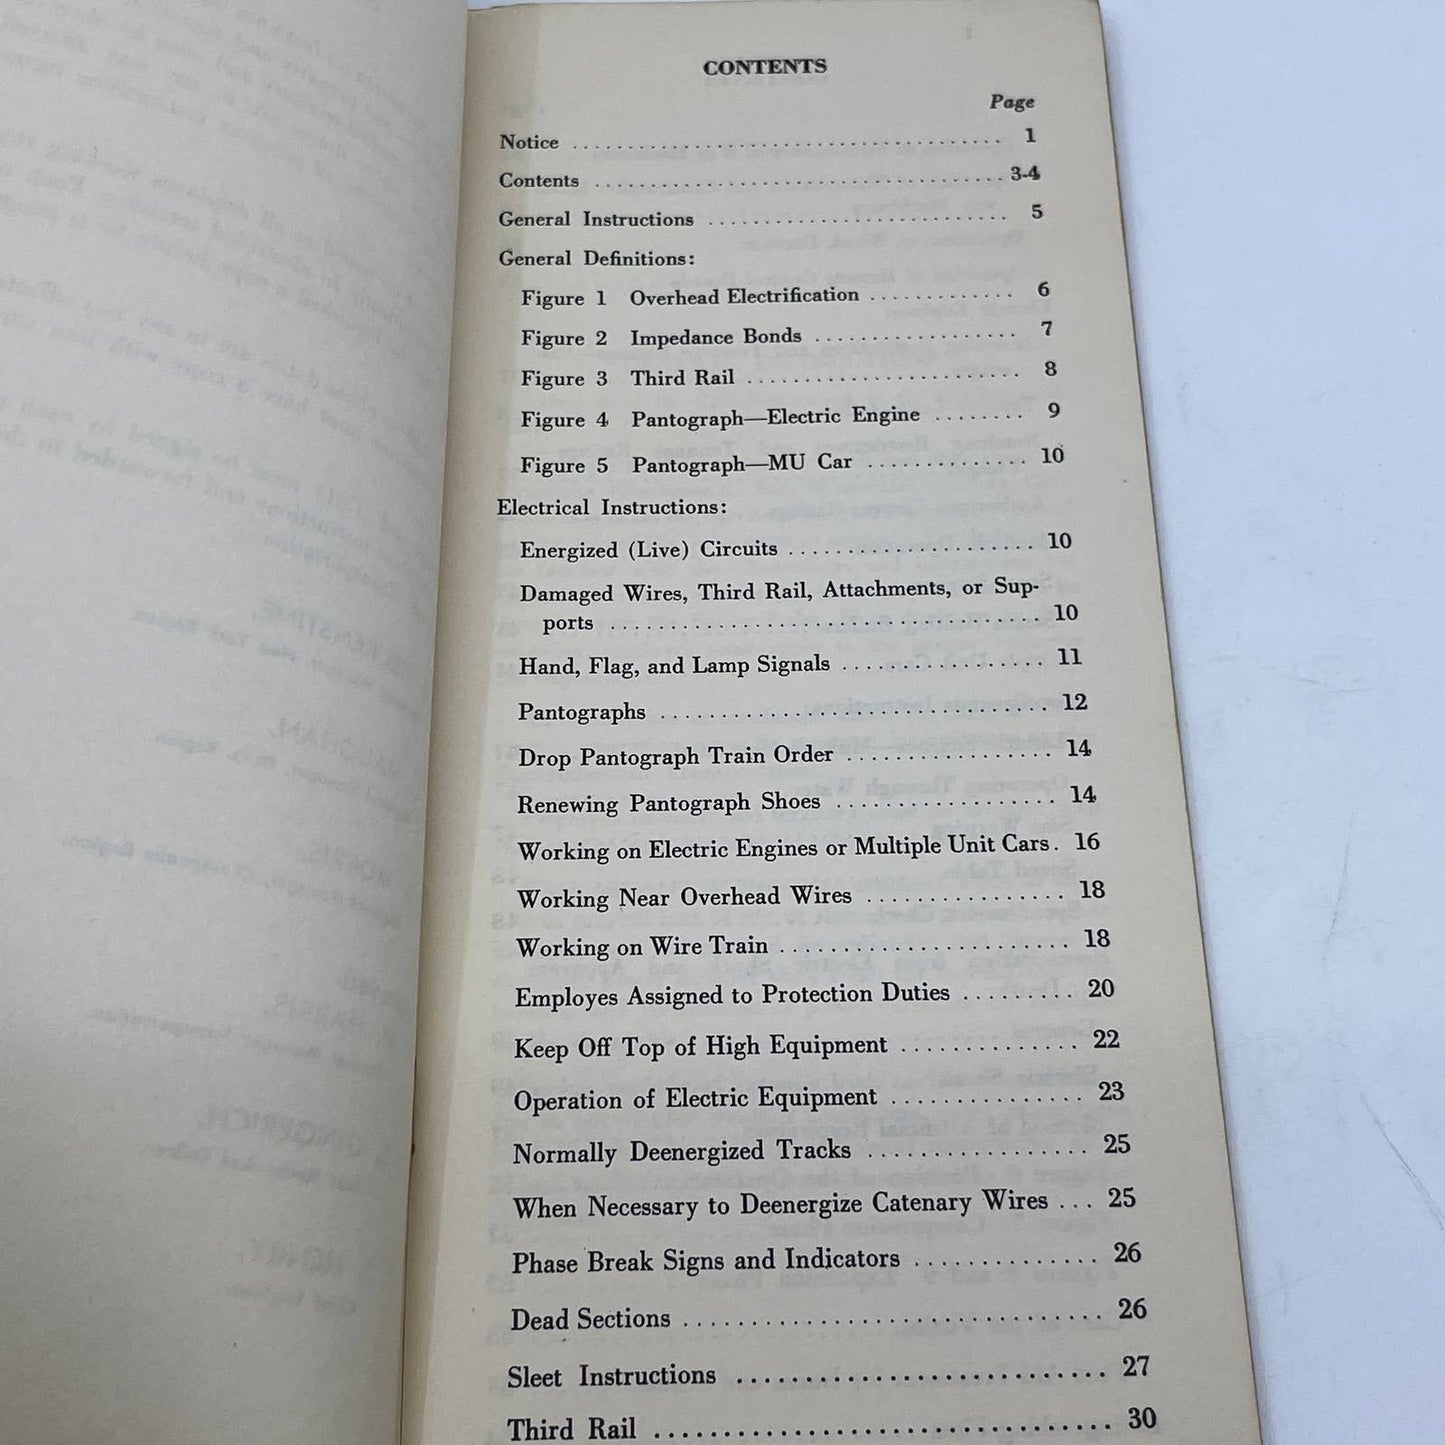 CONTENTS
Page
Notice . . . . . . . . . . . . . . . . . . . . . . . . . . . . . . . . . . . . . . . 1
Contents . . . . . . . . . . . . . . . . . . . . . . . . . . . . . . . . . . . . . 3-4
General Instructions . . . . . . . . . . . . . . . . . . . . . . . . . . . 5
General Definitions:
Figure 1 Overhead Electrification . . . . . . . . . . . . . 6
Figure 2 Impedance Bonds . . . . . . . . . . . . . . . . . . 7
Figure 3 Third Rail . . . . . . . . . . . . . . . . . . . . . . . . 8
Figure 4 Pantograph—Electric Engine . . . . . . . . 9
Figure 5 Pantograph—MU Car . . . . . . . . . . . . . . 10
Electrical Instructions:
Energized (Live) Circuits . . . . . . . . . . . . . . . . . . . . . . 10
Damaged Wires, Third Rail, Attachments, or Sup-
ports . . . . . . . . . . . . . . . . . . . . . . . . . . . . . . . . . . . . 10
Hand, Flag, and Lamp Signals . . . . . . . . . . . . . . . . . 11
Pantographs . . . . . . . . . . . . . . . . . . . . . . . . . . . . . . . . 12
Drop Pantograph Train Order . . . . . . . . . . . . . . . . . 14
Renewing Pantograph Shoes . . . . . . . . . . . . . . . . . . 14
Working on Electric Engines or Multiple Unit Cars . 16
Working Near Overhead Wires . . . . . . . . . . . . . . . . 18
Working on Wire Train . . . . . . . . . . . . . . . . . . . . . . . 18
Employes Assigned to Protection Duties . . . . . . . . . 20
Keep Off Top of High Equipment . . . . . . . . . . . . . . 22
Operation of Electric Equipment . . . . . . . . . . . . . . . 23
Normally Deenergized Tracks . . . . . . . . . . . . . . . . . 25
When Necessary to Deenergize Catenary Wires . . . 25
Phase Break Signs and Indicators . . . . . . . . . . . . . . 26
Dead Sections . . . . . . . . . . . . . . . . . . . . . . . . . . . . . . 26
Sleet Instructions . . . . . . . . . . . . . . . . . . . . . . . . . . . 27
Third Rail . . . . . . . . . . . . . . . . . . . . . . . . . . . . . . . . . 30